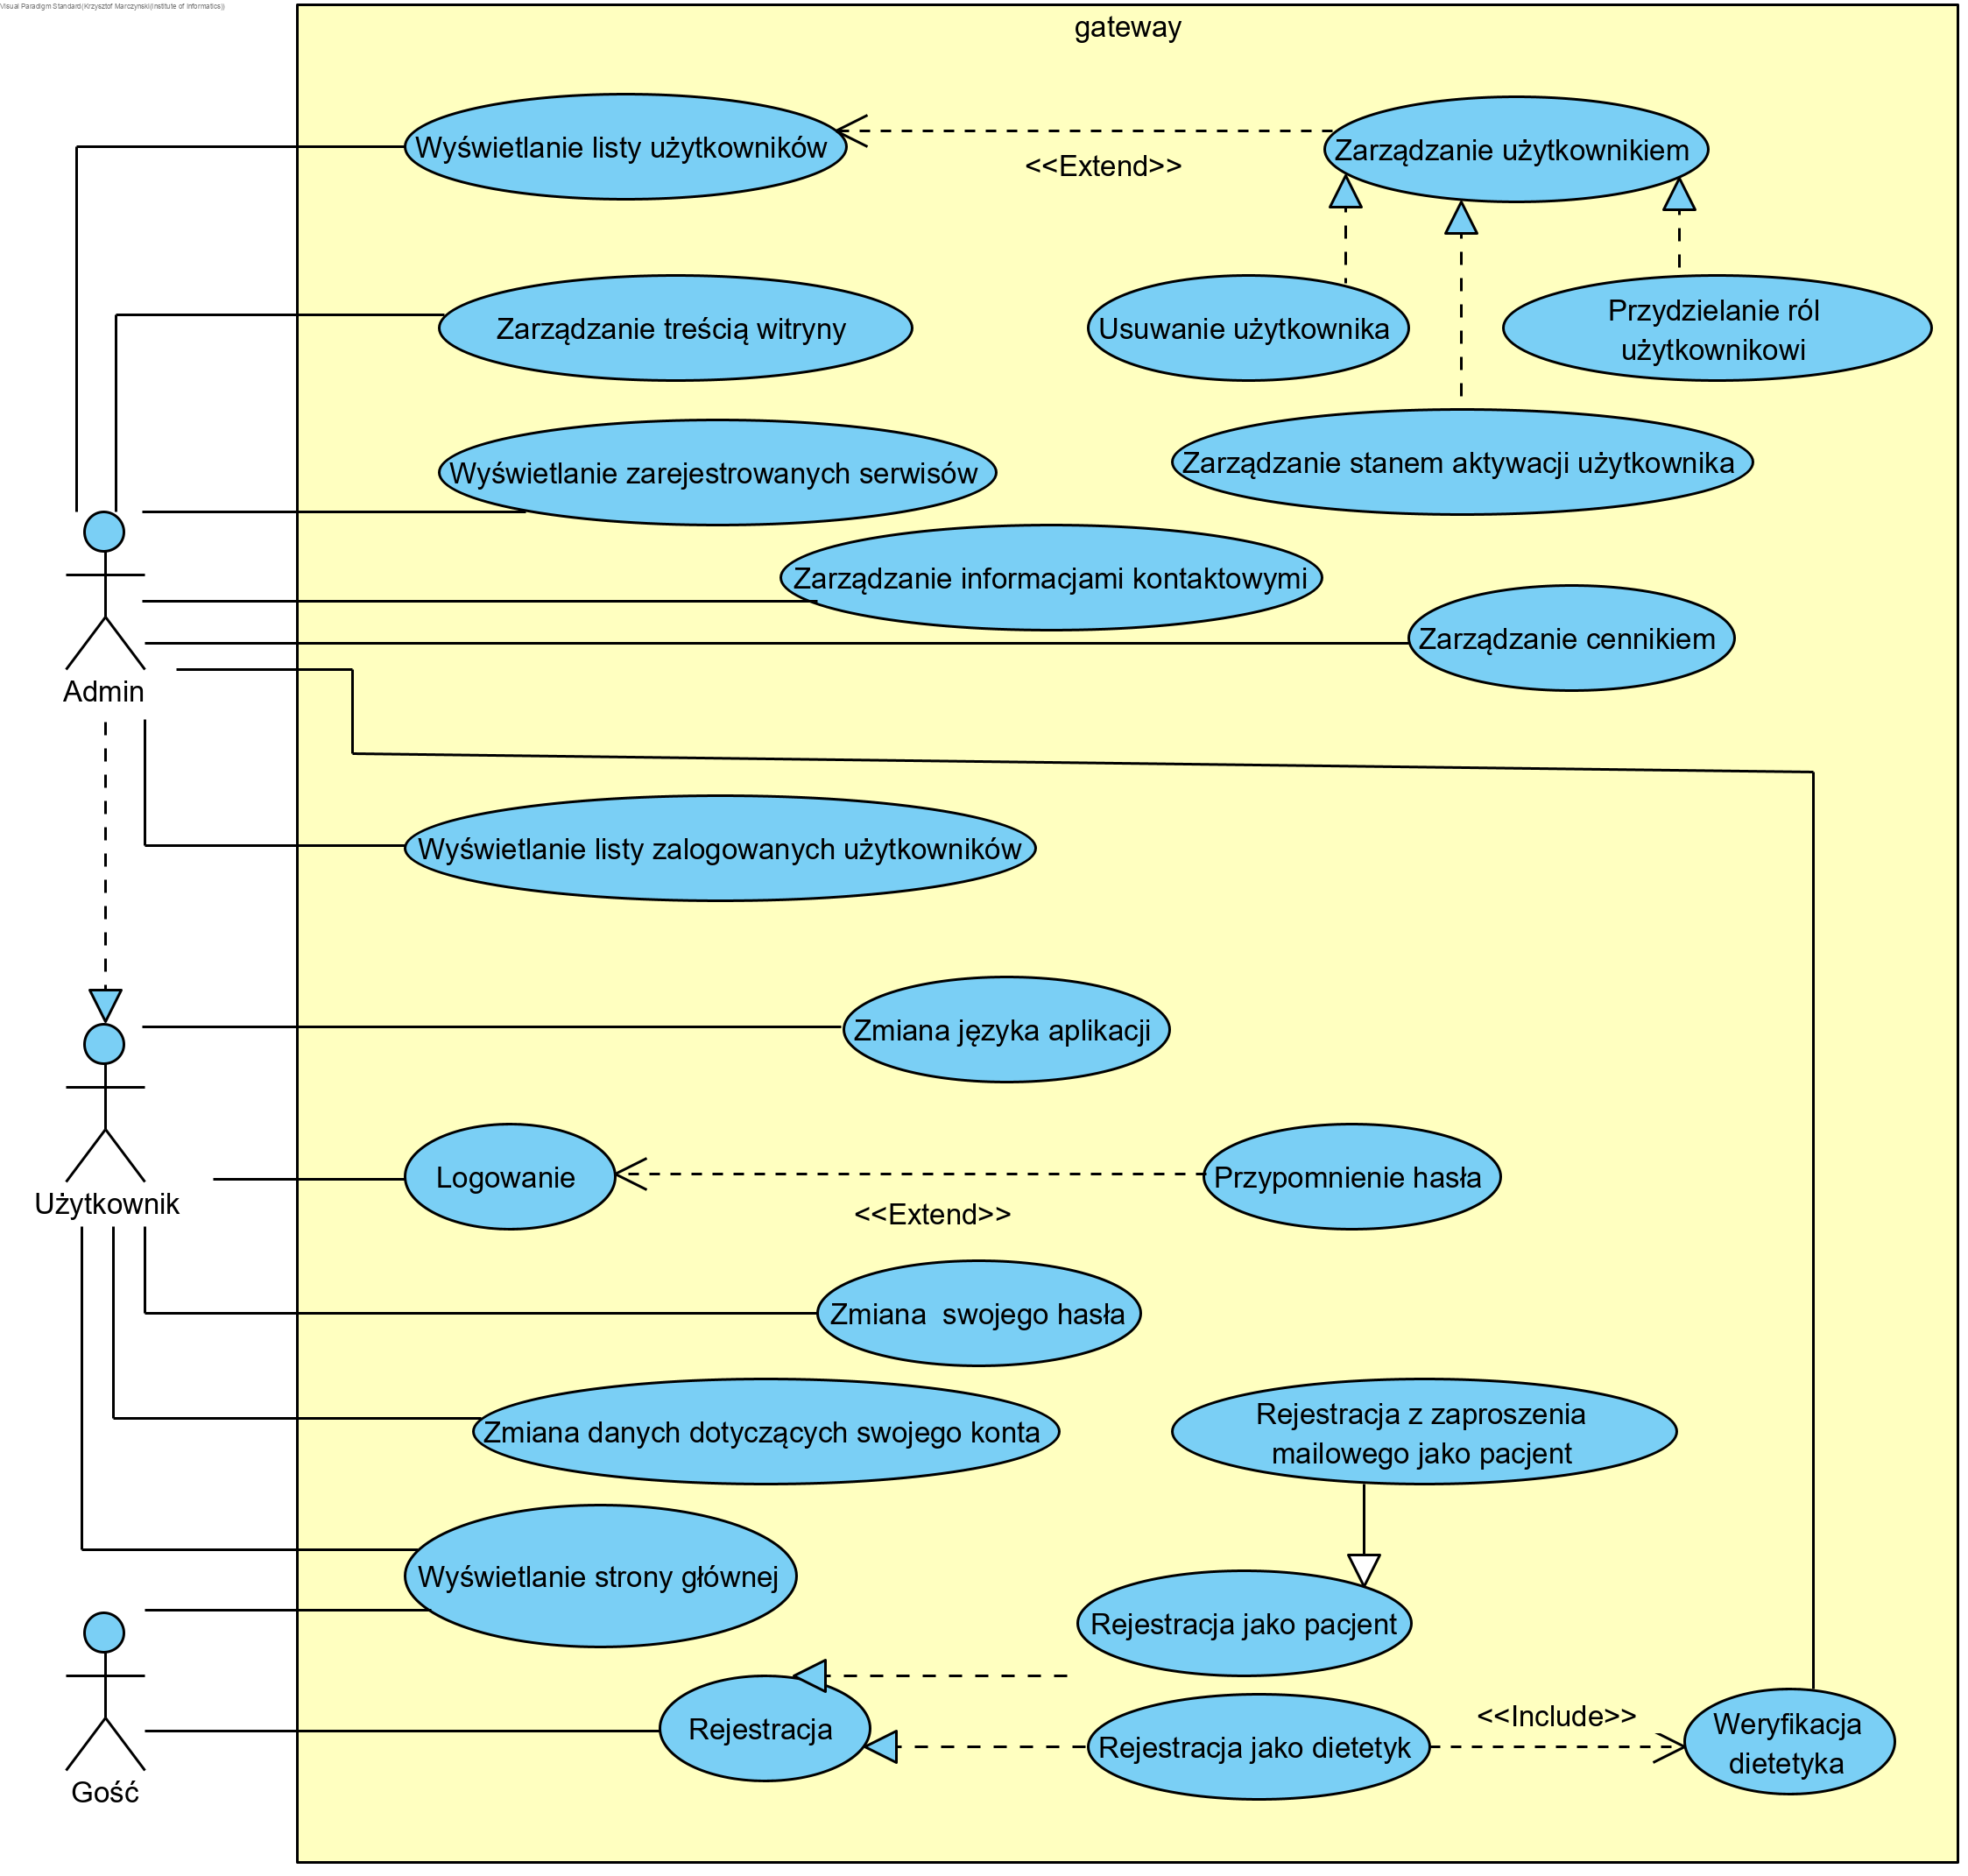 Visual Paradigm Standard(Krzysztof Marczynski(Institute of Informatics))
gateway
Wyświetlanie listy użytkowników
<<Extend>>
Zarządzanie użytkownikiem
Zarządzanie treścią witryny
Usuwanie użytkownika
Przydzielanie ról
użytkownikowi
Wyświetlanie zarejestrowanych serwisów
Zarządzanie stanem aktywacji użytkownika
Zarządzanie informacjami kontaktowymi
Zarządzanie cennikiem
Admin
Wyświetlanie listy zalogowanych użytkowników
Zmiana języka aplikacji
Logowanie
Przypomnienie hasła
Użytkownik
<<Extend>>
Zmiana  swojego hasła
Zmiana danych dotyczących swojego konta
Rejestracja z zaproszenia
mailowego jako pacjent
Wyświetlanie strony głównej
Rejestracja jako pacjent
Rejestracja
Rejestracja jako dietetyk
<<Include>>
Weryfikacja
dietetyka
Gość